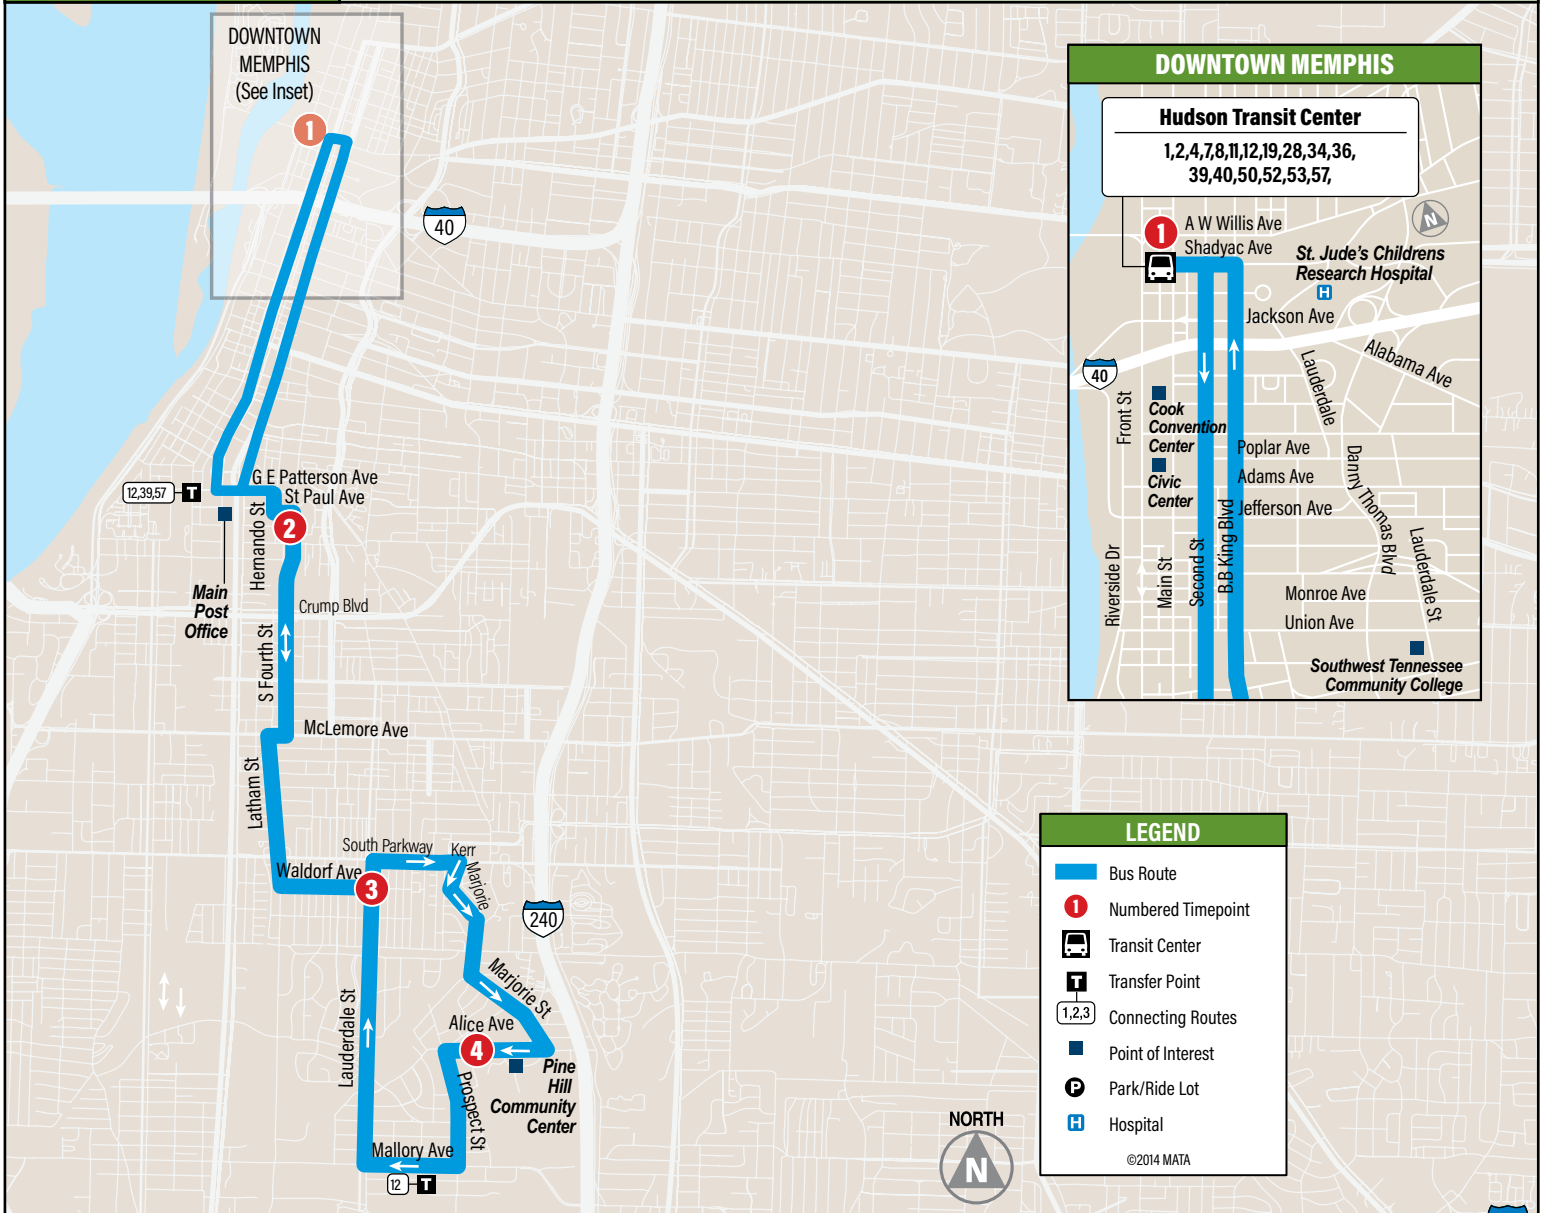 DOWNTOWN
MEMPHIS
(See Inset)
1
40
12,39,57
T
G E Patterson Ave
St Paul Ave
2
Hernando St
Main
Post
Office
Crump Blvd
S Fourth St
McLemore Ave
Latham St
South Parkway
Kerr
Marjorie
Waldorf Ave
3
240
Marjorie St
Lauderdale St
Alice Ave
4
Pine
Hill
Community
Center
Prospect St
Mallory Ave
12
T
NORTH
N
DOWNTOWN MEMPHIS
Hudson Transit Center
1,2,4,7,8,11,12,19,28,34,36,
39,40,50,52,53,57,
N
1
A W Willis Ave
Shadyac Ave
St. Jude's Childrens
Research Hospital
H
Jackson Ave
Alabama Ave
Lauderdale
40
Front St
Cook
Convention
Center
Poplar Ave
Civic
Center
Adams Ave
Jefferson Ave
Danny Thomas Blvd
Lauderdale St
Riverside Dr
Main St
Second St
B.B King Blvd
Monroe Ave
Union Ave
Southwest Tennessee
Community College
LEGEND
Bus Route
1 Numbered Timepoint
Transit Center
T Transfer Point
1,2,3 Connecting Routes
Point of Interest
P Park/Ride Lot
H Hospital
©2014 MATA